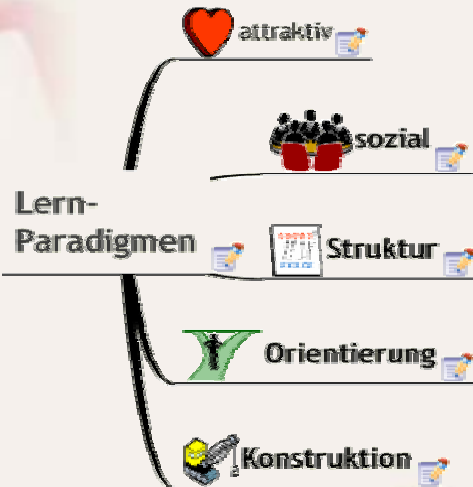 attraktiv
sozial
Lern-
Paradigmen
Struktur
Orientierung
Konstruktion